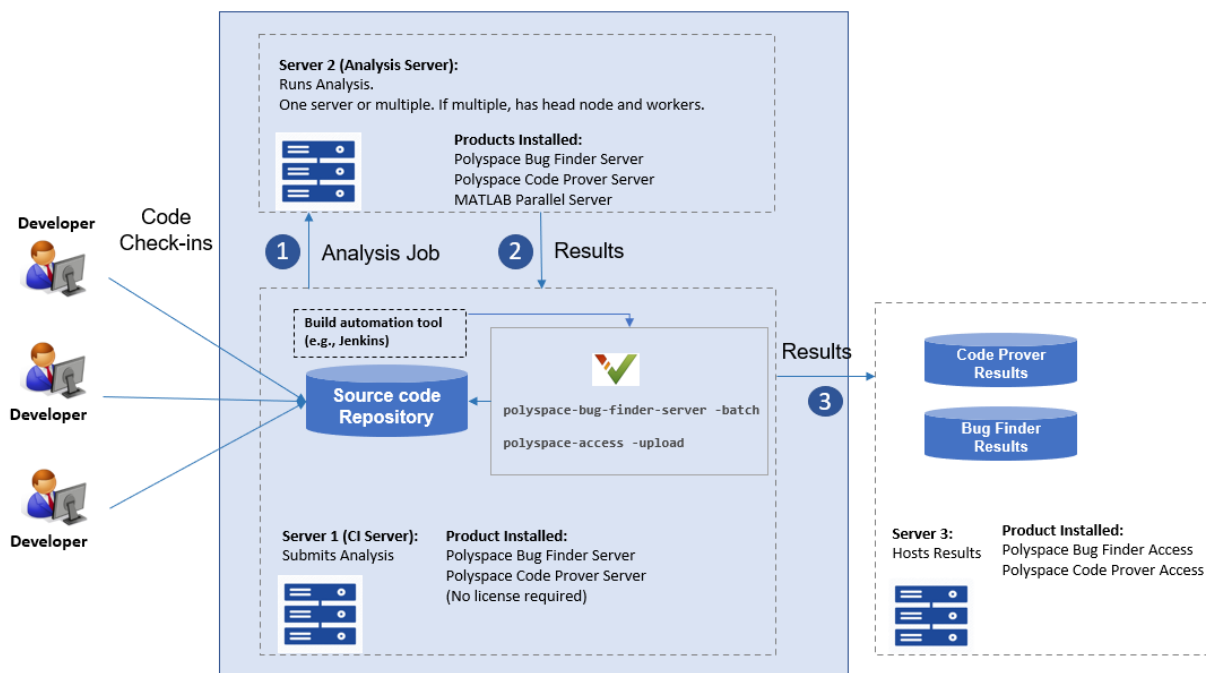 Server 2 (Analysis Server):
Runs Analysis.
One server or multiple. If multiple, has head node and workers.
Products Installed:
Polyspace Bug Finder Server
Polyspace Code Prover Server
MATLAB Parallel Server
Developer
Code
Check-ins
1
Analysis Job
2
Results
Build automation tool
(e.g., Jenkins)
Source code
Repository
polyspace-bug-finder-server -batch
polyspace-access -upload
Developer
Developer
Results
3
Code Prover
Results
Bug Finder
Results
Server 1 (CI Server):
Submits Analysis
Product Installed:
Polyspace Bug Finder Server
Polyspace Code Prover Server
(No license required)
Server 3:
Hosts Results
Product Installed:
Polyspace Bug Finder Access
Polyspace Code Prover Access